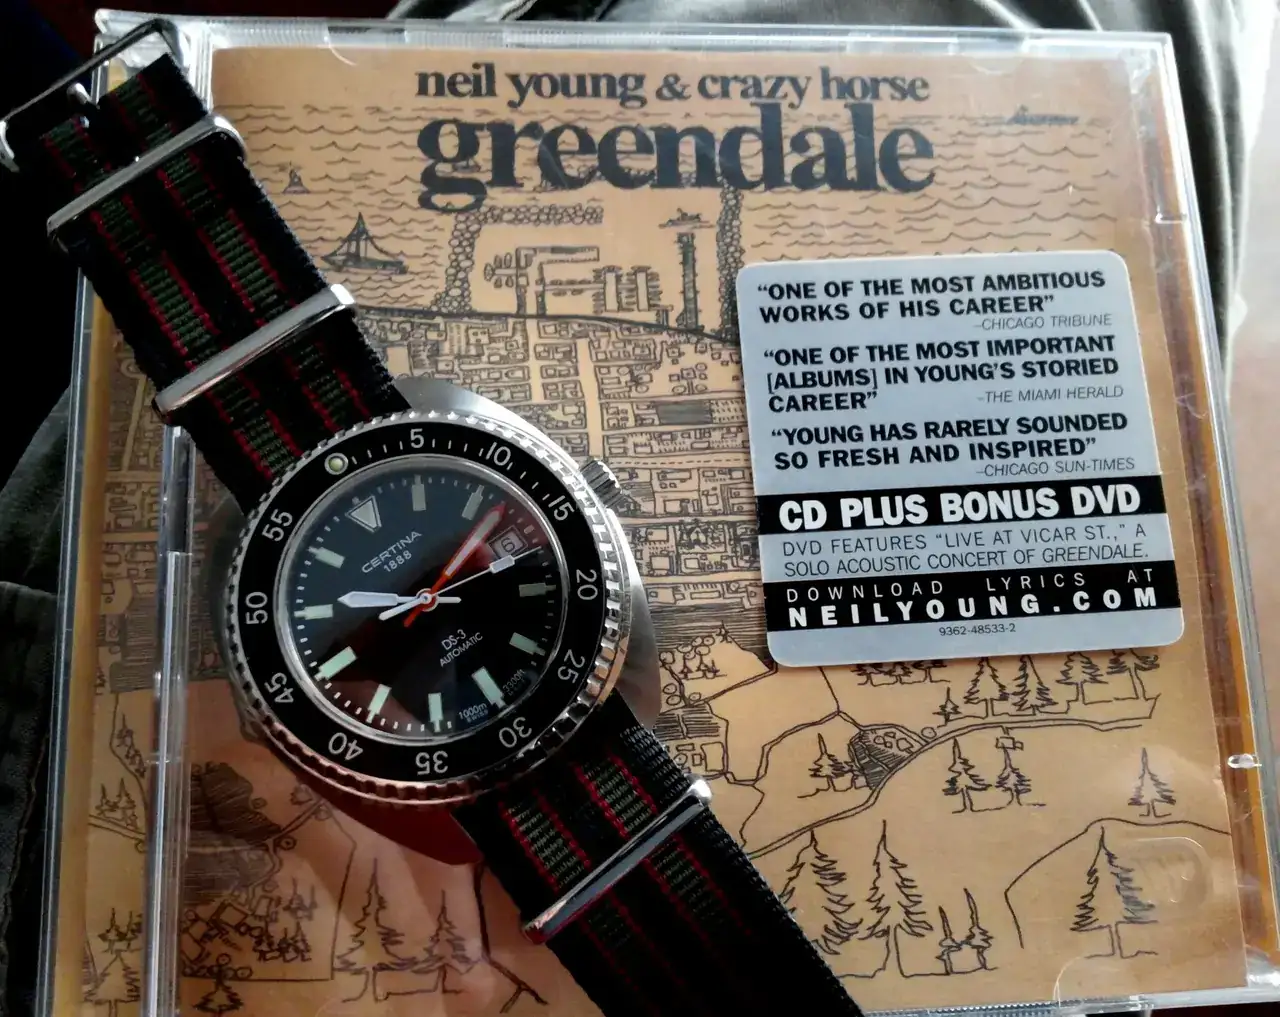 neil young & crazy horse
greendale
"ONE OF THE MOST AMBITIOUS
WORKS OF HIS CAREER"
–CHICAGO TRIBUNE
"ONE OF THE MOST IMPORTANT
[ALBUMS] IN YOUNG'S STORIED
CAREER"
–THE MIAMI HERALD
"YOUNG HAS RARELY SOUNDED
SO FRESH AND INSPIRED"
–CHICAGO SUN-TIMES
CD PLUS BONUS DVD
DVD FEATURES "LIVE AT VICAR ST.," A
SOLO ACOUSTIC CONCERT OF GREENDALE.
DOWNLOAD LYRICS AT
NEILYOUNG.COM
9362-48533-2
5
10
15
20
25
30
35
40
45
50
55
CERTINA
1888
6
DS-3
AUTOMATIC
1000m
3300ft
SWISS